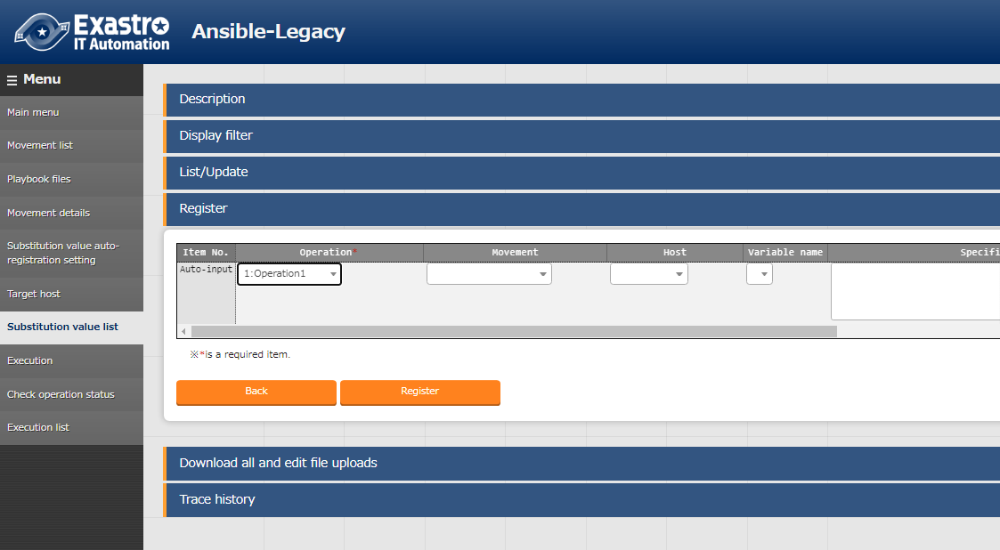 Exastro
IT Automation
Ansible-Legacy
Menu
Main menu
Movement list
Playbook files
Movement details
Substitution value auto-
registration setting
Target host
Substitution value list
Execution
Check operation status
Execution list
Description
Display filter
List/Update
Register
Item No. Operation* Movement Host Variable name Specifi
Auto-input 1:Operation1
※*is a required item.
Back Register
Download all and edit file uploads
Trace history